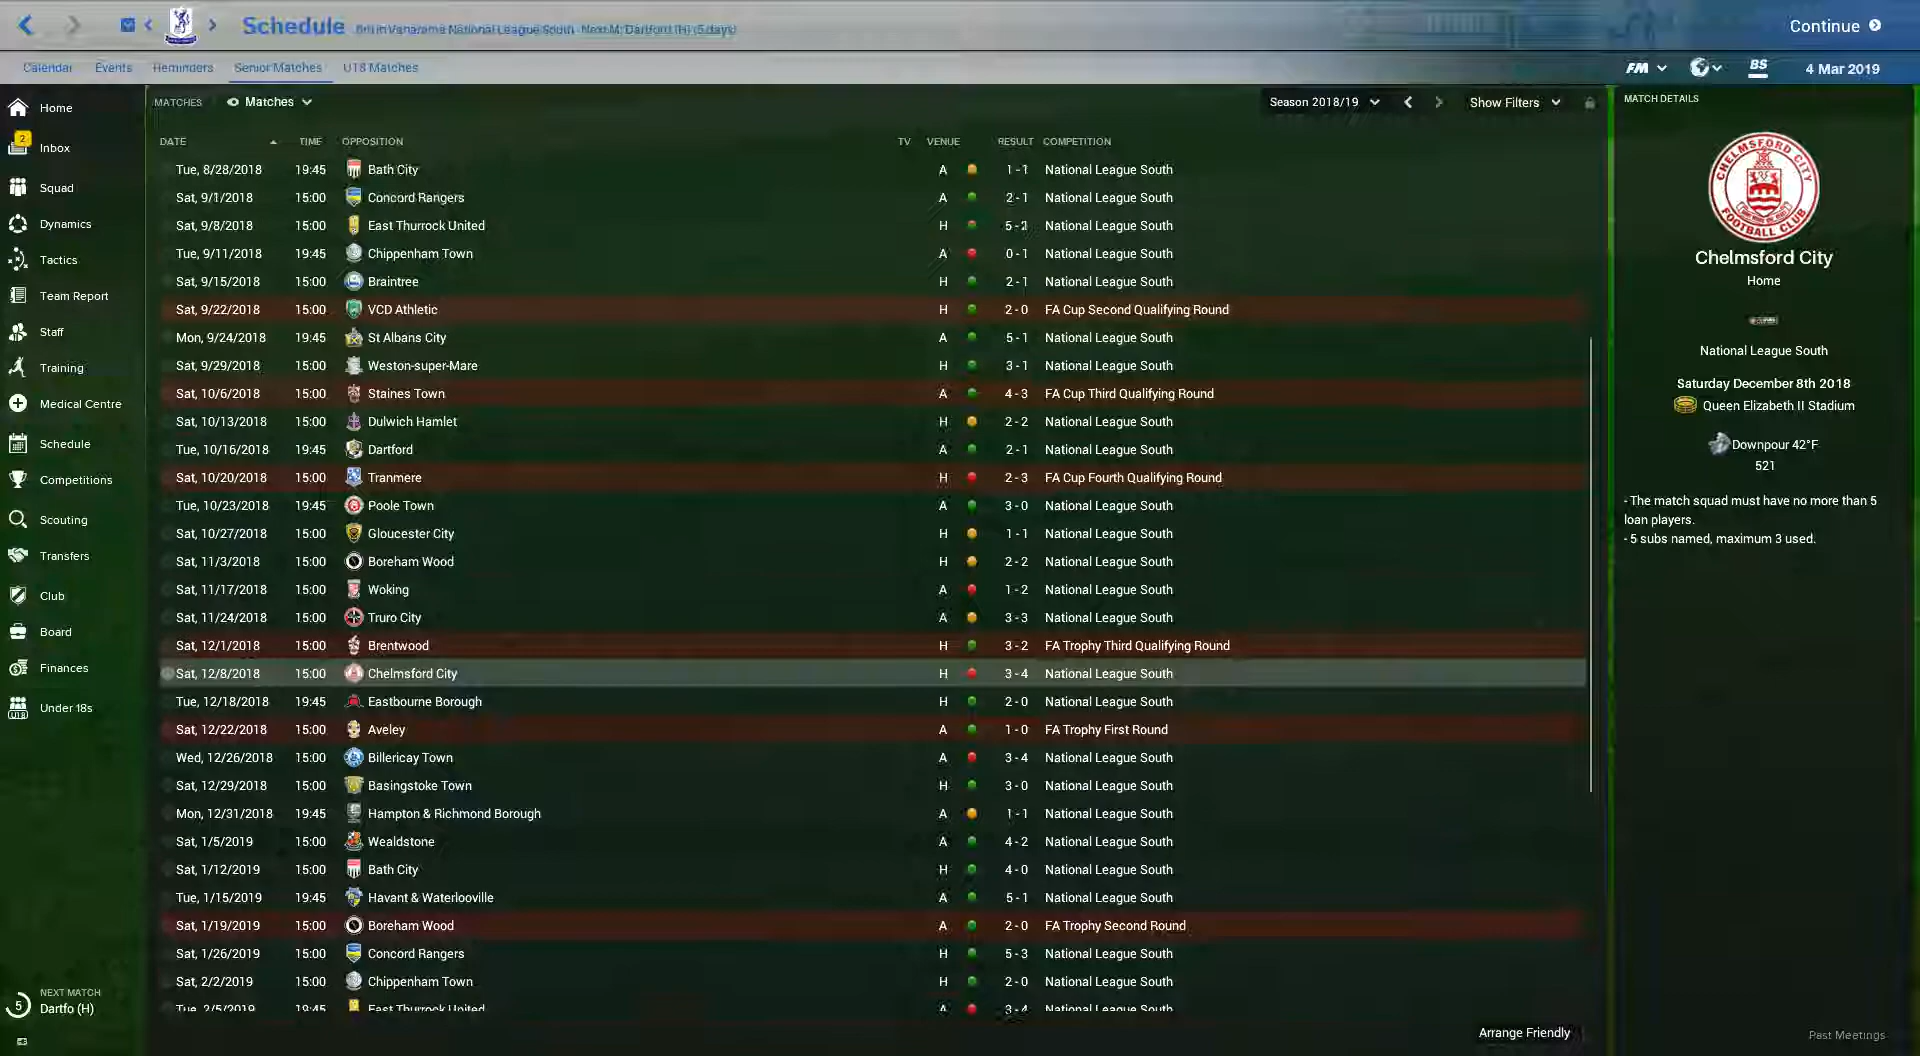 Schedule
Continue
Calendar Events Reminders Senior Matches U18 Matches
FM BS 4 Mar 2019
MATCHES Matches Season 2018/19 Show Filters
DATE TIME OPPOSITION TV VENUE RESULT COMPETITION
Tue, 8/28/2018 19:45 Bath City A 1 - 1 National League South
Sat, 9/1/2018 15:00 Concord Rangers A 2 - 1 National League South
Sat, 9/8/2018 15:00 East Thurrock United H National League South
Tue, 9/11/2018 19:45 Chippenham Town A 0 - 1 National League South
Sat, 9/15/2018 15:00 Braintree H 2 - 1 National League South
Sat, 9/22/2018 15:00 VCD Athletic H 2 - 0 FA Cup Second Qualifying Round
Mon, 9/24/2018 19:45 St Albans City A 5 - 1 National League South
Sat, 9/29/2018 15:00 Weston-super-Mare H 3 - 1 National League South
Sat, 10/6/2018 15:00 Staines Town A 4 - 3 FA Cup Third Qualifying Round
Sat, 10/13/2018 15:00 Dulwich Hamlet H 2 - 2 National League South
Tue, 10/16/2018 19:45 Dartford A 2 - 1 National League South
Sat, 10/20/2018 15:00 Tranmere H 2 - 3 FA Cup Fourth Qualifying Round
Tue, 10/23/2018 19:45 Poole Town A 3 - 0 National League South
Sat, 10/27/2018 15:00 Gloucester City H 1 - 1 National League South
Sat, 11/3/2018 15:00 Boreham Wood H 2 - 2 National League South
Sat, 11/17/2018 15:00 Woking A 1 - 2 National League South
Sat, 11/24/2018 15:00 Truro City A 3 - 3 National League South
Sat, 12/1/2018 15:00 Brentwood H 3 - 2 FA Trophy Third Qualifying Round
Sat, 12/8/2018 15:00 Chelmsford City H 3 - 4 National League South
Tue, 12/18/2018 19:45 Eastbourne Borough H 2 - 0 National League South
Sat, 12/22/2018 15:00 Aveley A 1 - 0 FA Trophy First Round
Wed, 12/26/2018 15:00 Billericay Town A 3 - 4 National League South
Sat, 12/29/2018 15:00 Basingstoke Town H 3 - 0 National League South
Mon, 12/31/2018 19:45 Hampton & Richmond Borough A 1 - 1 National League South
Sat, 1/5/2019 15:00 Wealdstone A 4 - 2 National League South
Sat, 1/12/2019 15:00 Bath City H 4 - 0 National League South
Tue, 1/15/2019 19:45 Havant & Waterlooville A 5 - 1 National League South
Sat, 1/19/2019 15:00 Boreham Wood A 2 - 0 FA Trophy Second Round
Sat, 1/26/2019 15:00 Concord Rangers H 5 - 3 National League South
Sat, 2/2/2019 15:00 Chippenham Town H 2 - 0 National League South
Tue, 2/5/2019 19:45 East Thurrock United A 3 - 4 National League South
Arrange Friendly
Home
2
Inbox
Squad
Dynamics
Tactics
Team Report
Staff
Training
Medical Centre
Schedule
Competitions
Scouting
Transfers
Club
Board
Finances
Under 18s
U18
NEXT MATCH
5 Dartfo (H)
MATCH DETAILS
CHELMSFORD CITY
FOOTBALL CLUB
Chelmsford City
Home
National League South
Saturday December 8th 2018
Queen Elizabeth II Stadium
Downpour 42°F
521
- The match squad must have no more than 5
loan players.
- 5 subs named, maximum 3 used.
Past Meetings